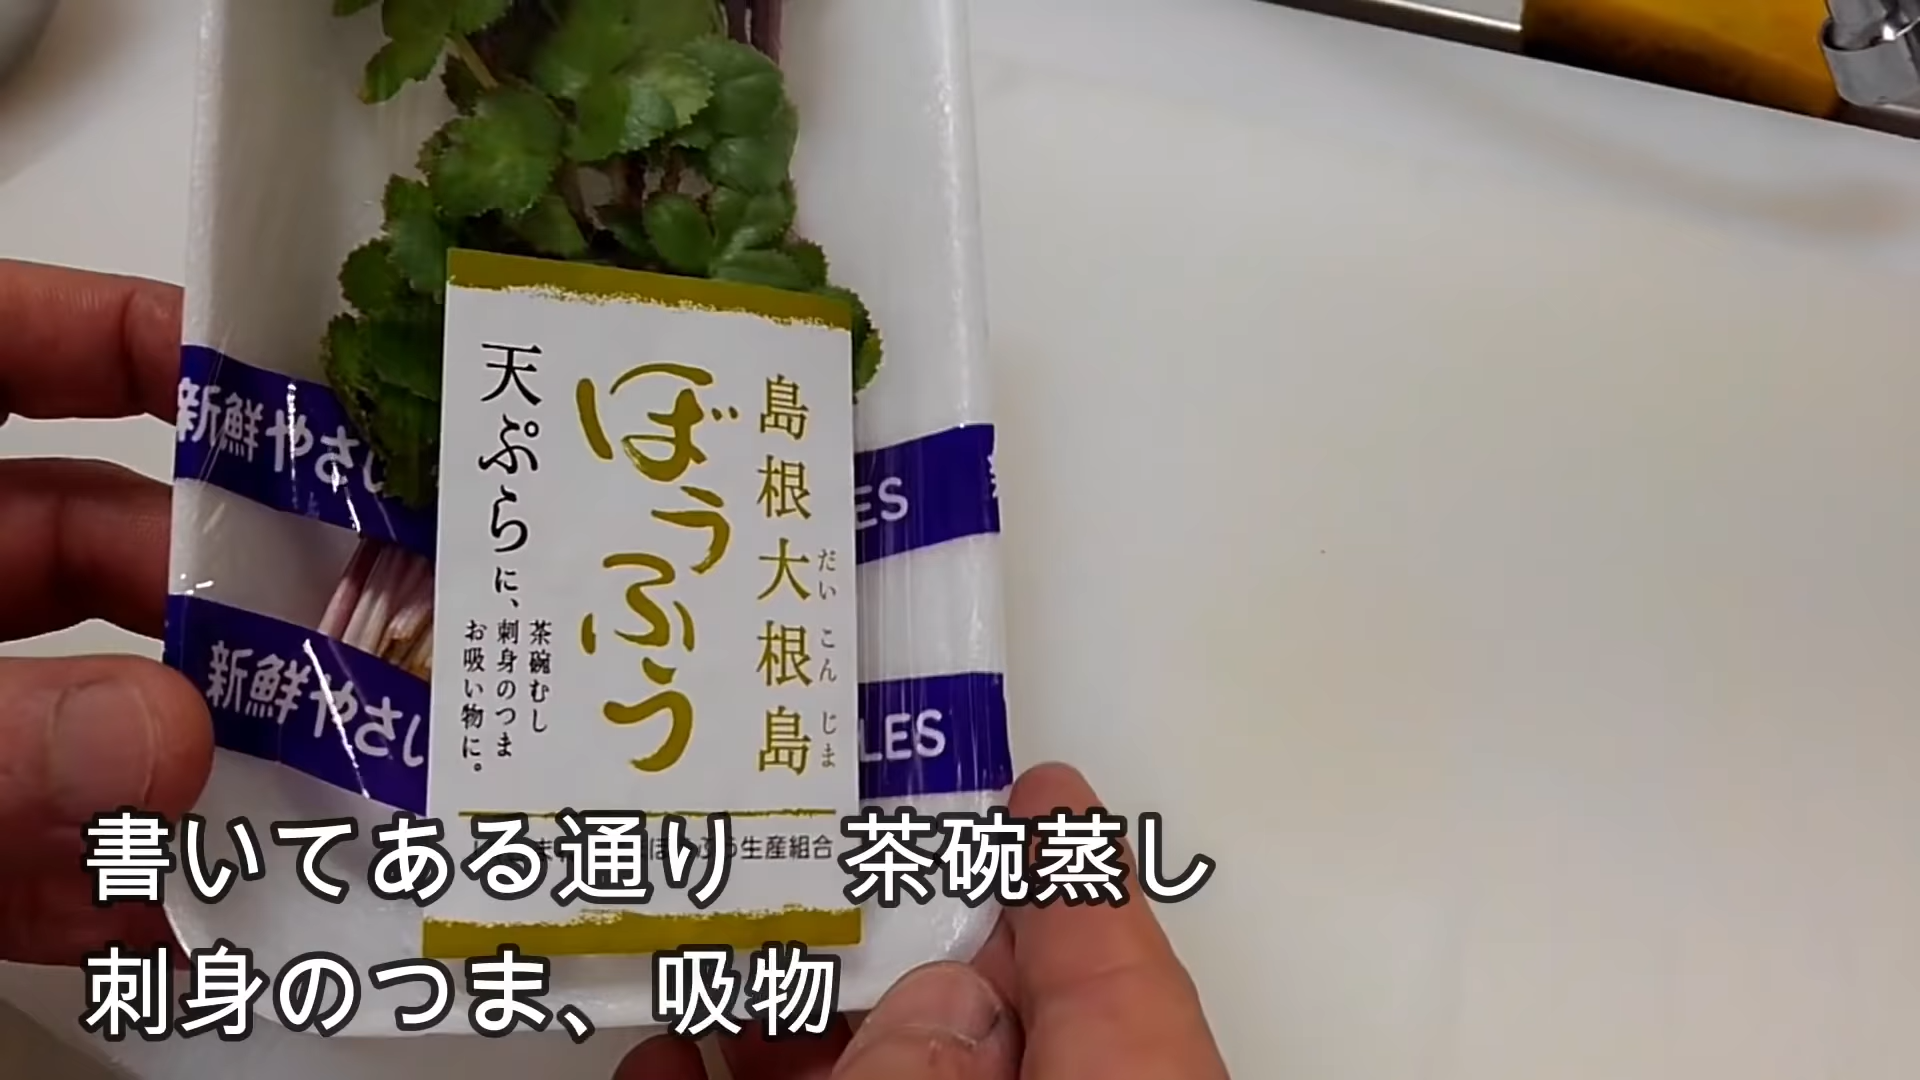 島根大根島
だいこんじま
ぼうふう
天ぷらに、
茶碗むし
刺身のつま
お吸い物に。
生産組合
新鮮やさい
ES
新鮮やさい
LES
書いてある通り　茶碗蒸し
刺身のつま、吸物